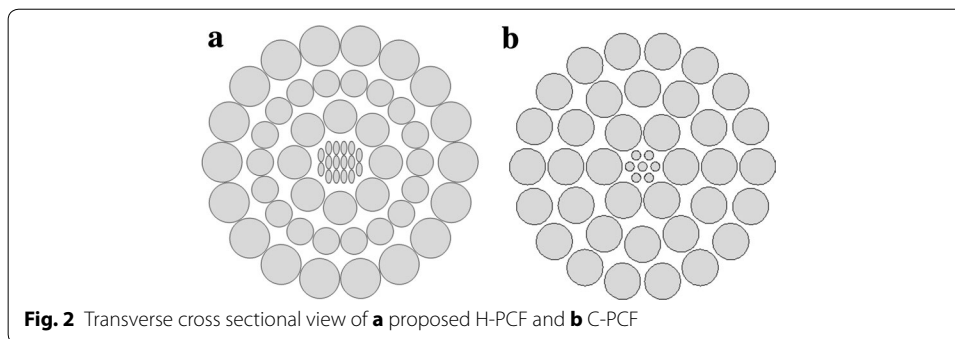 a
b
Fig. 2 Transverse cross sectional view of a proposed H-PCF and b C-PCF